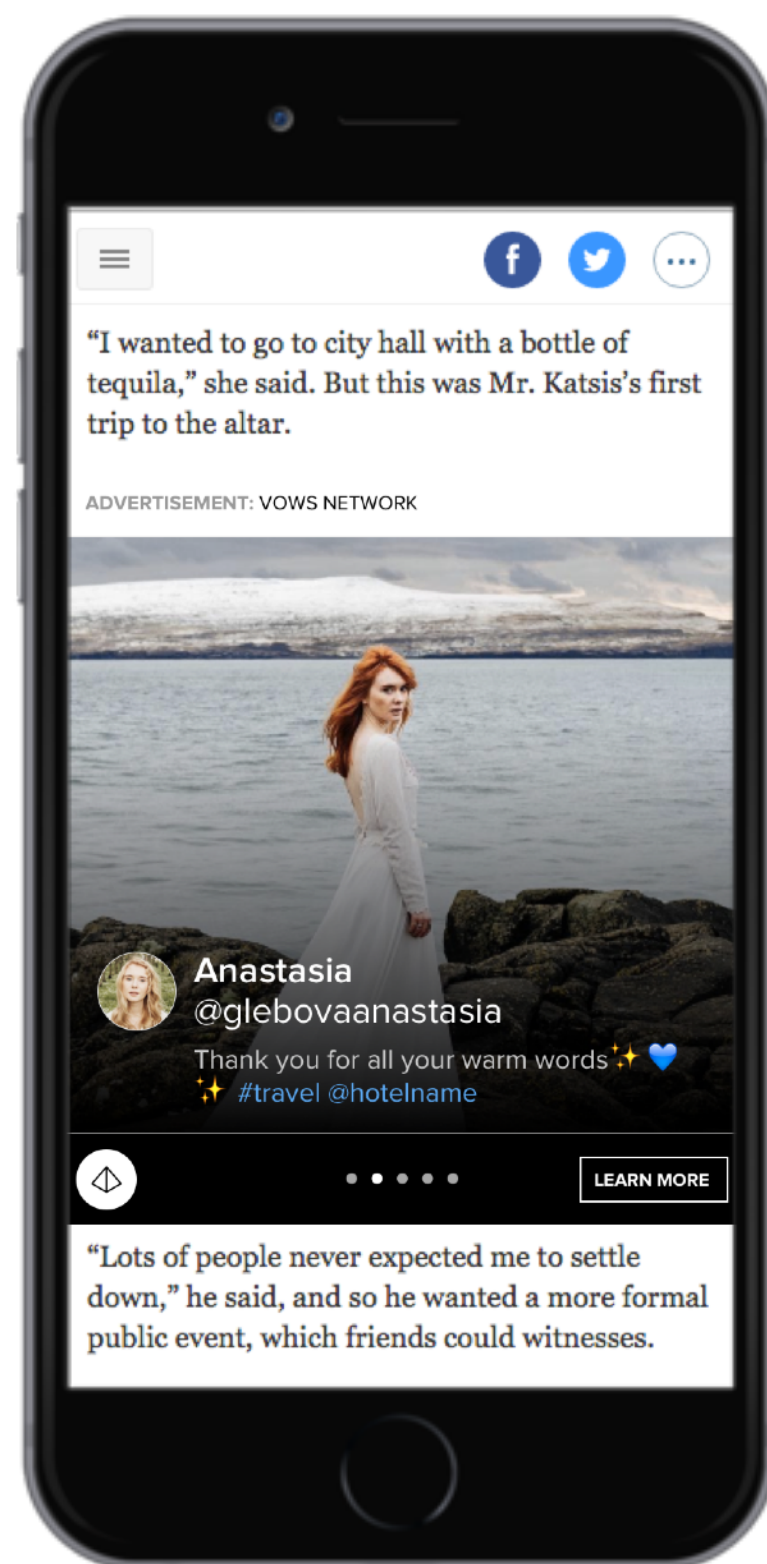 “I wanted to go to city hall with a bottle of
tequila,” she said. But this was Mr. Katsis’s first
trip to the altar.
ADVERTISEMENT: VOWS NETWORK
Anastasia
@glebovaanastasia
Thank you for all your warm words✨💙
✨ #travel @hotelname
LEARN MORE
“Lots of people never expected me to settle
down,” he said, and so he wanted a more formal
public event, which friends could witnesses.